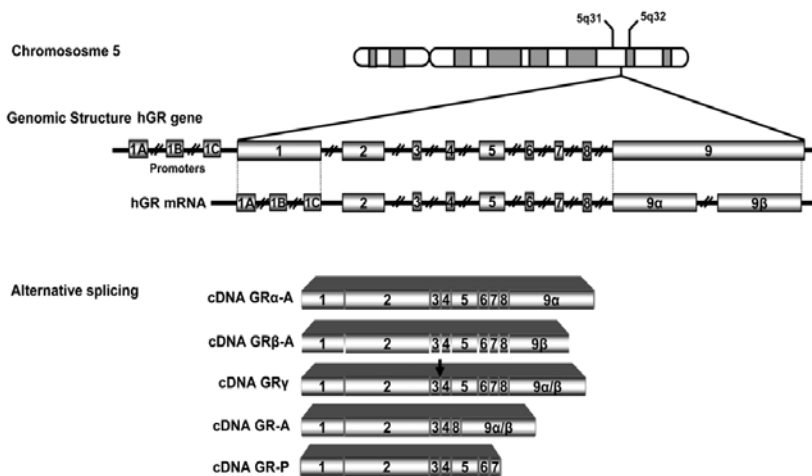 5q31 5q32
Chromososme 5
Genomic Structure hGR gene
1A 1B 1C 1 2 3 4 5 6 7 8 9
Promoters
hGR mRNA 1A 1B 1C 2 3 4 5 6 7 8 9α 9β
Alternative splicing
cDNA GRα-A 1 2 3 4 5 6 7 8 9α
cDNA GRβ-A 1 2 3 4 5 6 7 8 9β
cDNA GRγ 1 2 3 4 5 6 7 8 9α/β
cDNA GR-A 1 2 3 4 8 9α/β
cDNA GR-P 1 2 3 4 5 6 7